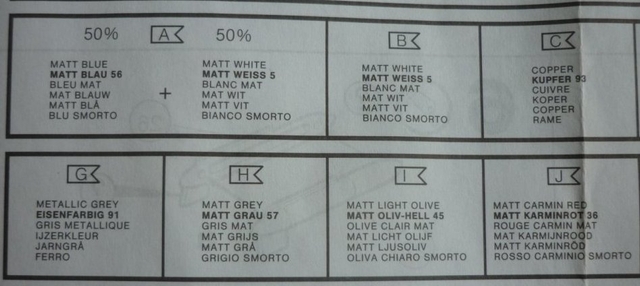 50% A 50%
MATT BLUE
MATT BLAU 56
BLEU MAT
MAT BLAUW
MATT BLÅ
BLU SMORTO
+
MATT WHITE
MATT WEISS 5
BLANC MAT
MAT WIT
MATT VIT
BIANCO SMORTO
B
MATT WHITE
MATT WEISS 5
BLANC MAT
MAT WIT
MATT VIT
BIANCO SMORTO
C
COPPER
KUPFER 93
CUIVRE
KOPER
COPPER
RAME
G
METALLIC GREY
EISENFARBIG 91
GRIS METALLIQUE
IJZERKLEUR
JARNGRÅ
FERRO
H
MATT GREY
MATT GRAU 57
GRIS MAT
MAT GRIJS
MATT GRÅ
GRIGIO SMORTO
I
MATT LIGHT OLIVE
MATT OLIV-HELL 45
OLIVE CLAIR MAT
MAT LICHT OLIJF
MATT LJUSOLIV
OLIVA CHIARO SMORTO
J
MATT CARMIN RED
MATT KARMINROT 36
ROUGE CARMIN MAT
MAT KARMIJNROOD
MATT KARMINRÖD
ROSSO CARMINIO SMORTO